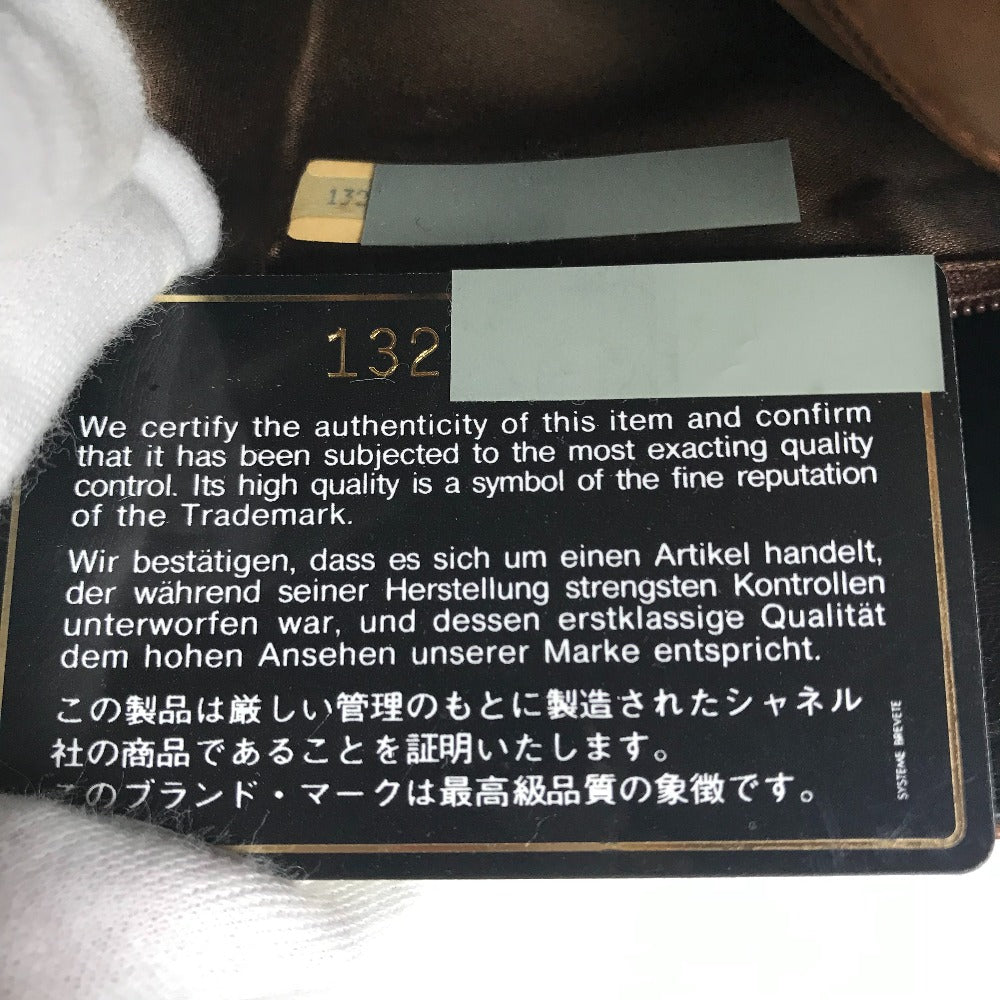 132
132
We certify the authenticity of this item and confirm
that it has been subjected to the most exacting quality
control. Its high quality is a symbol of the fine reputation
of the Trademark.
Wir bestätigen, dass es sich um einen Artikel handelt,
der während seiner Herstellung strengsten Kontrollen
unterworfen war, und dessen erstklassige Qualität
dem hohen Ansehen unserer Marke entspricht.
この製品は厳しい管理のもとに製造されたシャネル
社の商品であることを証明いたします。
このブランド・マークは最高級品質の象徴です。
SYSTEME BREVETE